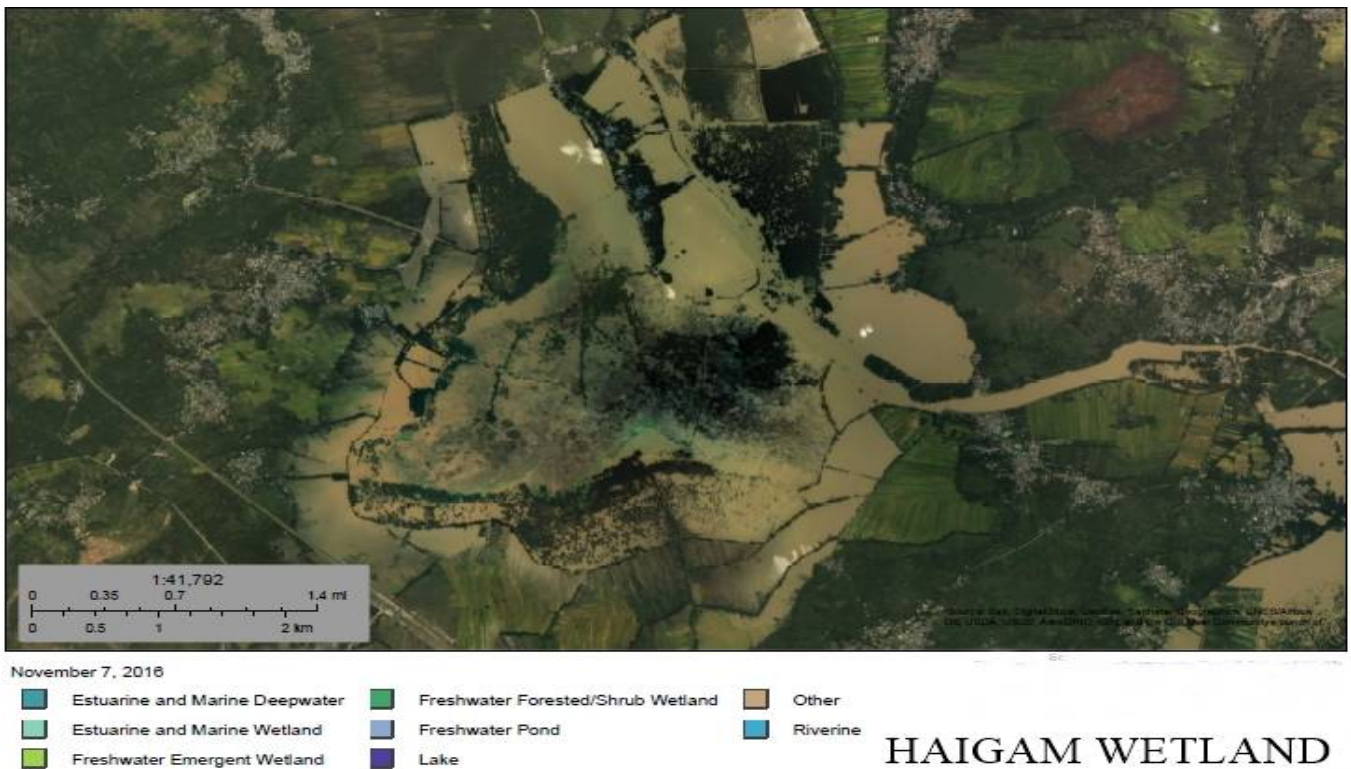 1:41,792
0 0.35 0.7 1.4 mi
0 0.5 1 2 km
November 7, 2016
Estuarine and Marine Deepwater
Estuarine and Marine Wetland
Freshwater Emergent Wetland
Freshwater Forested/Shrub Wetland
Freshwater Pond
Lake
Other
Riverine
HAIGAM WETLAND